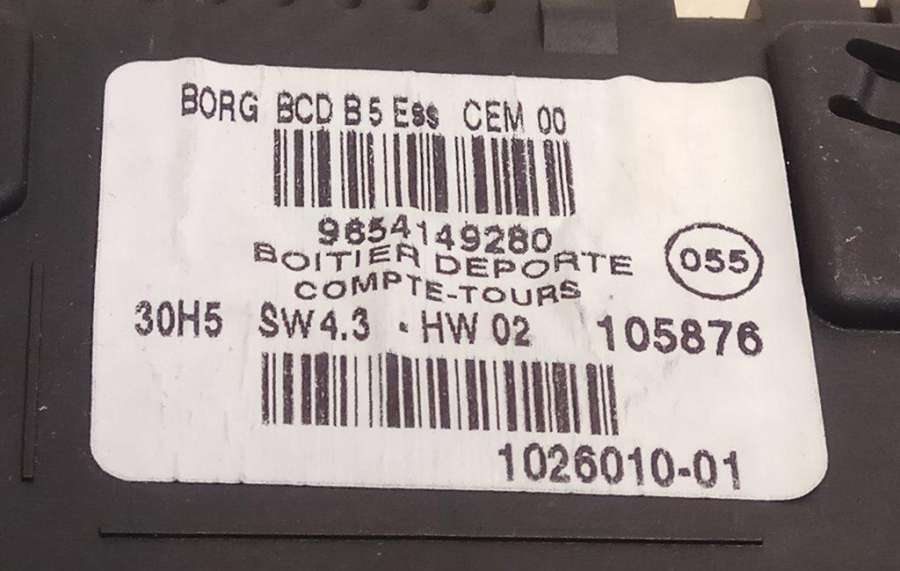 BORG BCD B5 Ess CEM 00
9654149280
BOITIER DEPORTE
COMPTE-TOURS
055
30H5 SW4.3 - HW 02 105876
1026010-01